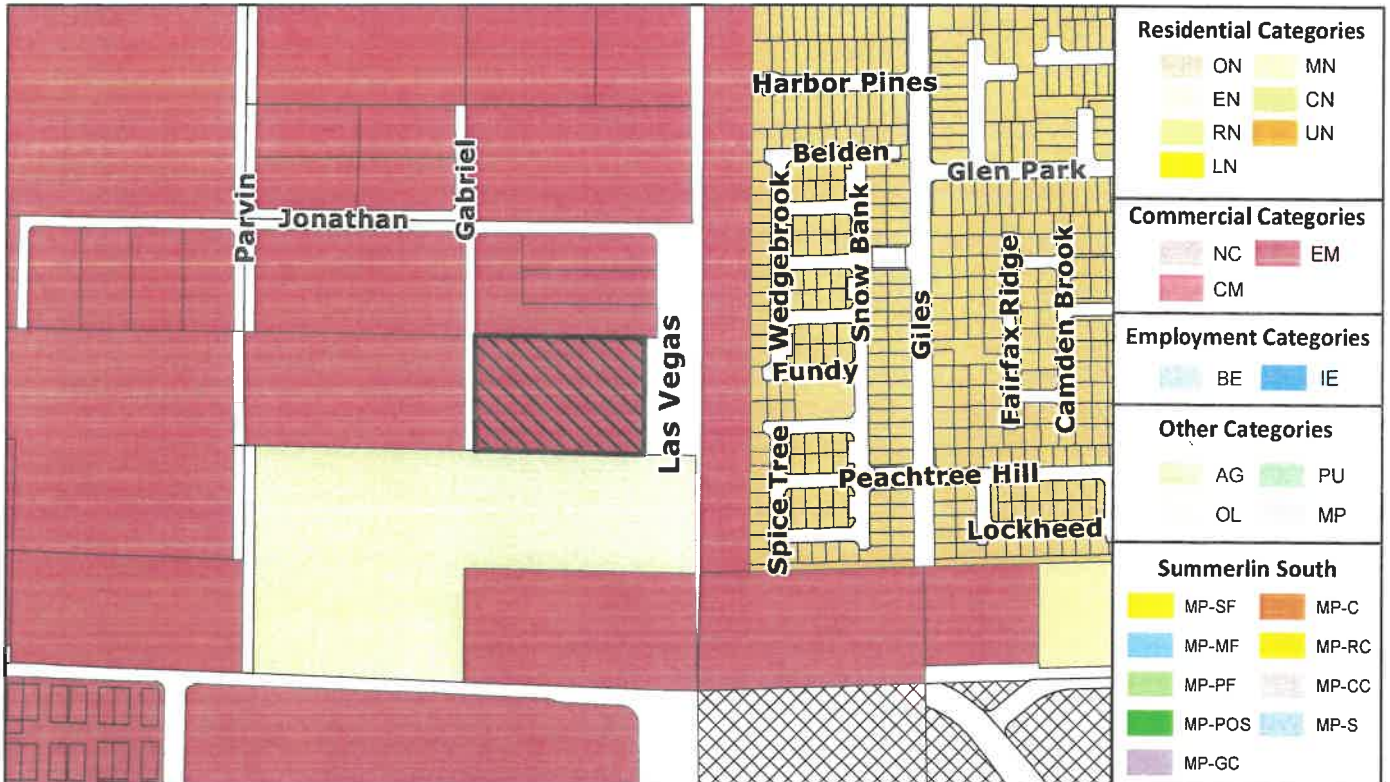 Harbor Pines
Belden
Glen Park
Parvin
Jonathan
Gabriel
Wedgebrook
Snow Bank
Giles
Fairfax Ridge
Camden Brook
Las Vegas
Fundy
Spice Tree
Peachtree Hill
Lockheed
Residential Categories
ON MN
EN CN
RN UN
LN
Commercial Categories
NC EM
CM
Employment Categories
BE IE
Other Categories
AG PU
OL MP
Summerlin South
MP-SF MP-C
MP-MF MP-RC
MP-PF MP-CC
MP-POS MP-S
MP-GC